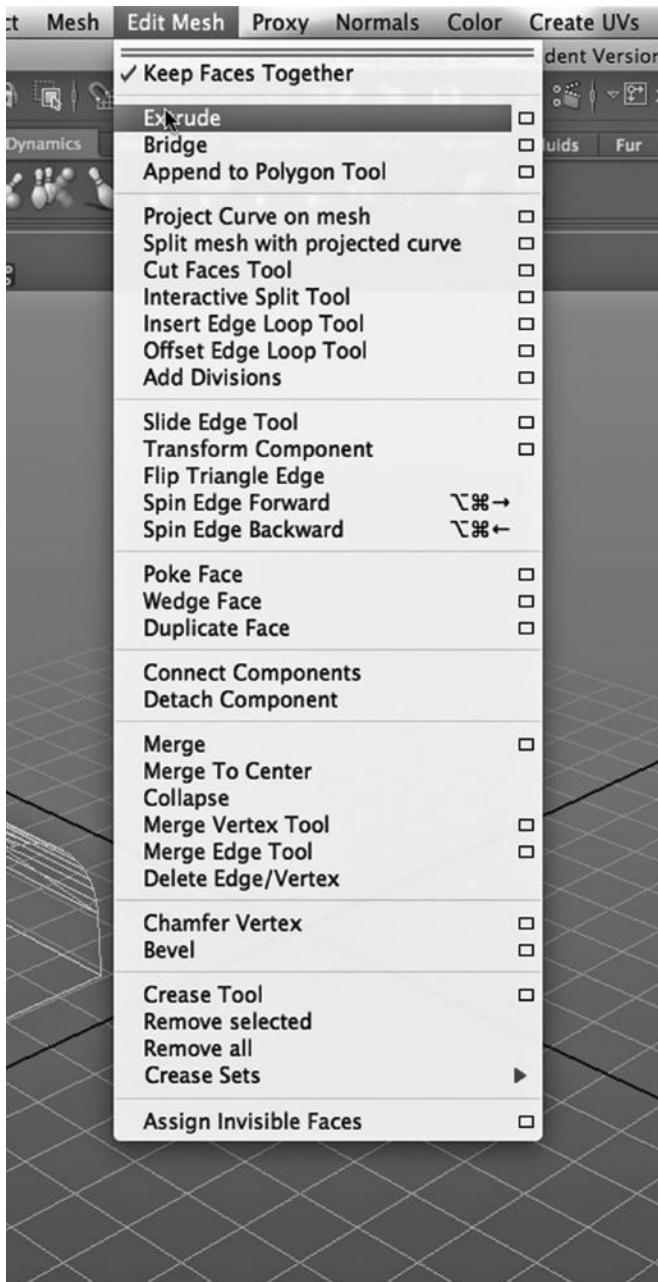 ct Mesh Edit Mesh Proxy Normals Color Create UVs
dent Version
✓ Keep Faces Together
Extrude
Dynamics
Bridge
uids Fur
Append to Polygon Tool
Project Curve on mesh
Split mesh with projected curve
Cut Faces Tool
Interactive Split Tool
Insert Edge Loop Tool
Offset Edge Loop Tool
Add Divisions
Slide Edge Tool
Transform Component
Flip Triangle Edge
Spin Edge Forward ⌥⌘→
Spin Edge Backward ⌥⌘←
Poke Face
Wedge Face
Duplicate Face
Connect Components
Detach Component
Merge
Merge To Center
Collapse
Merge Vertex Tool
Merge Edge Tool
Delete Edge/Vertex
Chamfer Vertex
Bevel
Crease Tool
Remove selected
Remove all
Crease Sets
Assign Invisible Faces